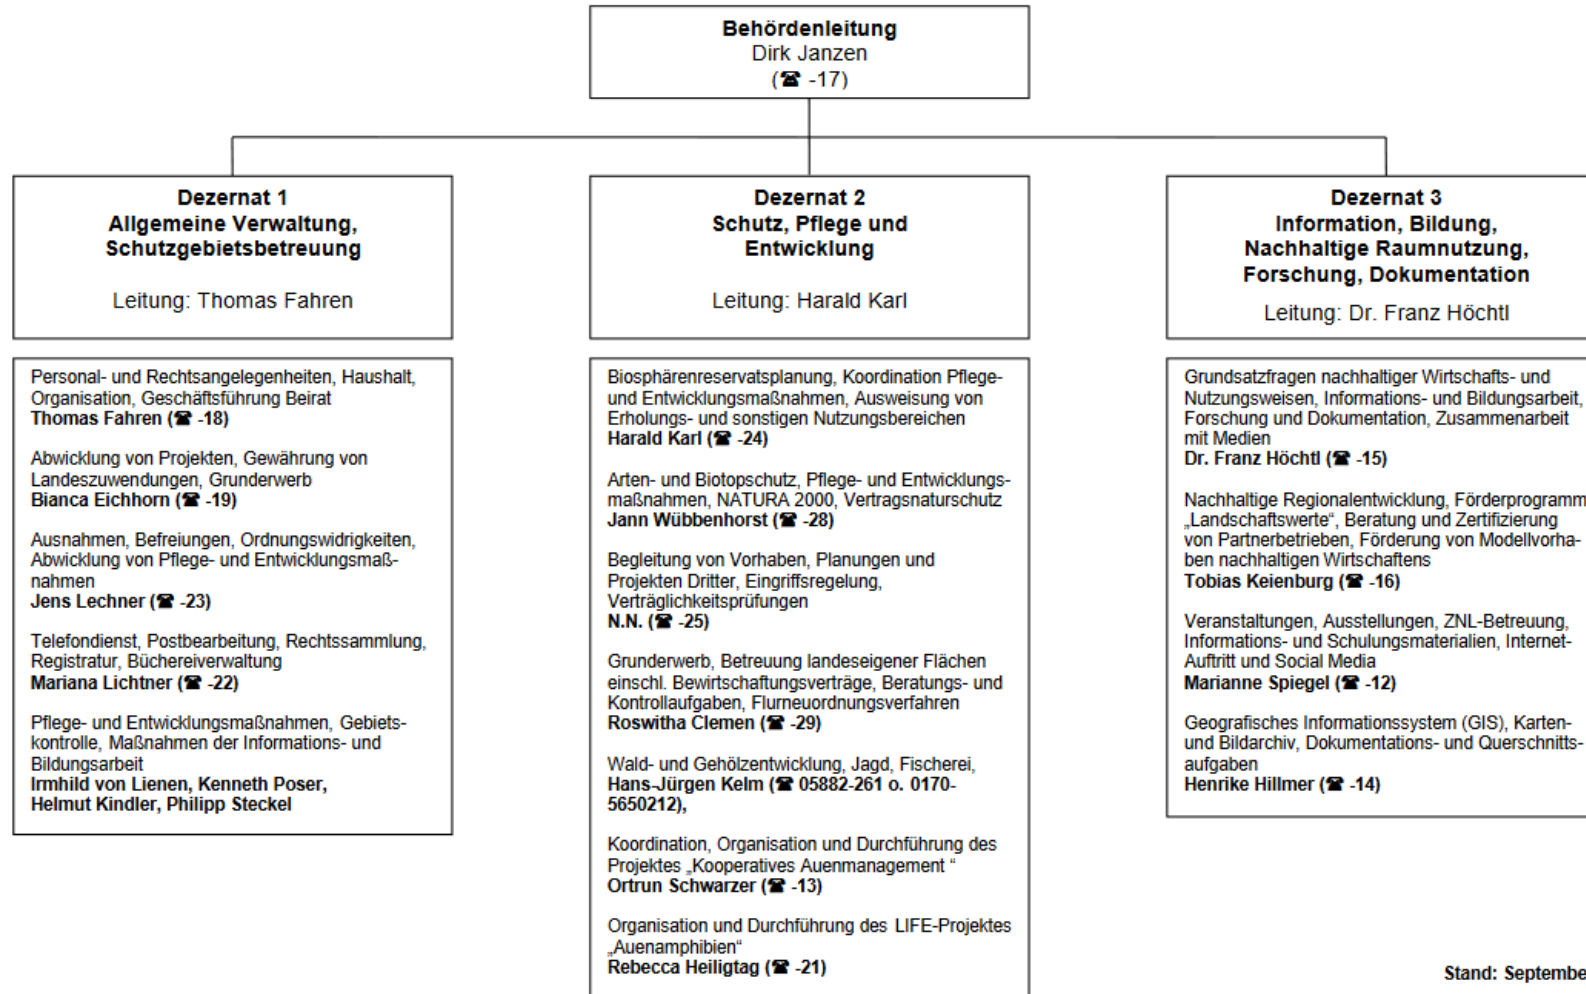 Behördenleitung
Dirk Janzen
(☎ -17)
Dezernat 1
Allgemeine Verwaltung,
Schutzgebietsbetreuung
Leitung: Thomas Fahren
Personal- und Rechtsangelegenheiten, Haushalt,
Organisation, Geschäftsführung Beirat
Thomas Fahren (☎ -18)
Abwicklung von Projekten, Gewährung von
Landeszuwendungen, Grunderwerb
Bianca Eichhorn (☎ -19)
Ausnahmen, Befreiungen, Ordnungswidrigkeiten,
Abwicklung von Pflege- und Entwicklungsmaß-
nahmen
Jens Lechner (☎ -23)
Telefondienst, Postbearbeitung, Rechtssammlung,
Registratur, Büchereiverwaltung
Mariana Lichtner (☎ -22)
Pflege- und Entwicklungsmaßnahmen, Gebiets-
kontrolle, Maßnahmen der Informations- und
Bildungsarbeit
Irmhild von Lienen, Kenneth Poser,
Helmut Kindler, Philipp Steckel
Dezernat 2
Schutz, Pflege und
Entwicklung
Leitung: Harald Karl
Biosphärenreservatsplanung, Koordination Pflege-
und Entwicklungsmaßnahmen, Ausweisung von
Erholungs- und sonstigen Nutzungsbereichen
Harald Karl (☎ -24)
Arten- und Biotopschutz, Pflege- und Entwicklungs-
maßnahmen, NATURA 2000, Vertragsnaturschutz
Jann Wübbenhorst (☎ -28)
Begleitung von Vorhaben, Planungen und
Projekten Dritter, Eingriffsregelung,
Verträglichkeitsprüfungen
N.N. (☎ -25)
Grunderwerb, Betreuung landeseigener Flächen
einschl. Bewirtschaftungsverträge, Beratungs- und
Kontrollaufgaben, Flurneuordnungsverfahren
Roswitha Clemen (☎ -29)
Wald- und Gehölzentwicklung, Jagd, Fischerei,
Hans-Jürgen Kelm (☎ 05882-261 o. 0170-
5650212),
Koordination, Organisation und Durchführung des
Projektes „Kooperatives Auenmanagement “
Ortrun Schwarzer (☎ -13)
Organisation und Durchführung des LIFE-Projektes
„Auenamphibien“
Rebecca Heiligtag (☎ -21)
Dezernat 3
Information, Bildung,
Nachhaltige Raumnutzung,
Forschung, Dokumentation
Leitung: Dr. Franz Höchtl
Grundsatzfragen nachhaltiger Wirtschafts- und
Nutzungsweisen, Informations- und Bildungsarbeit,
Forschung und Dokumentation, Zusammenarbeit
mit Medien
Dr. Franz Höchtl (☎ -15)
Nachhaltige Regionalentwicklung, Förderprogramm
„Landschaftswerte“, Beratung und Zertifizierung
von Partnerbetrieben, Förderung von Modellvorha-
ben nachhaltigen Wirtschaftens
Tobias Keienburg (☎ -16)
Veranstaltungen, Ausstellungen, ZNL-Betreuung,
Informations- und Schulungsmaterialien, Internet-
Auftritt und Social Media
Marianne Spiegel (☎ -12)
Geografisches Informationssystem (GIS), Karten-
und Bildarchiv, Dokumentations- und Querschnitts-
aufgaben
Henrike Hillmer (☎ -14)
Stand: Septembe